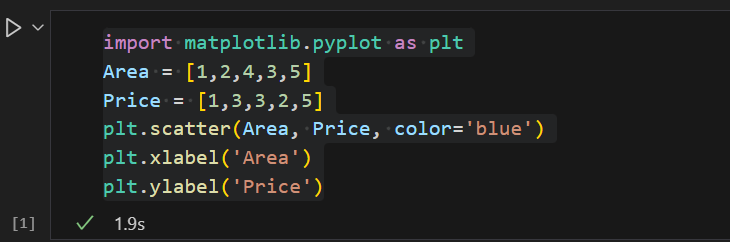 import matplotlib.pyplot as plt
Area = [1,2,4,3,5]
Price = [1,3,3,2,5]
plt.scatter(Area, Price, color='blue')
plt.xlabel('Area')
plt.ylabel('Price')
[1] 1.9s